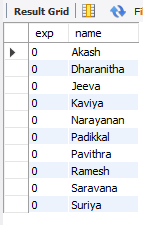 Result Grid
exp name
0 Akash
0 Dharanitha
0 Jeeva
0 Kaviya
0 Narayanan
0 Padikkal
0 Pavithra
0 Ramesh
0 Saravana
0 Suriya